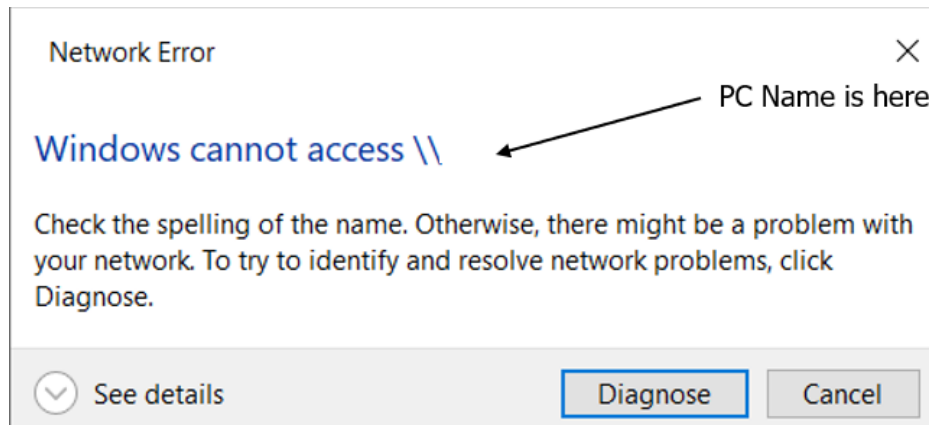 Network Error
PC Name is here
Windows cannot access \\
Check the spelling of the name. Otherwise, there might be a problem with
your network. To try to identify and resolve network problems, click
Diagnose.
See details
Diagnose
Cancel